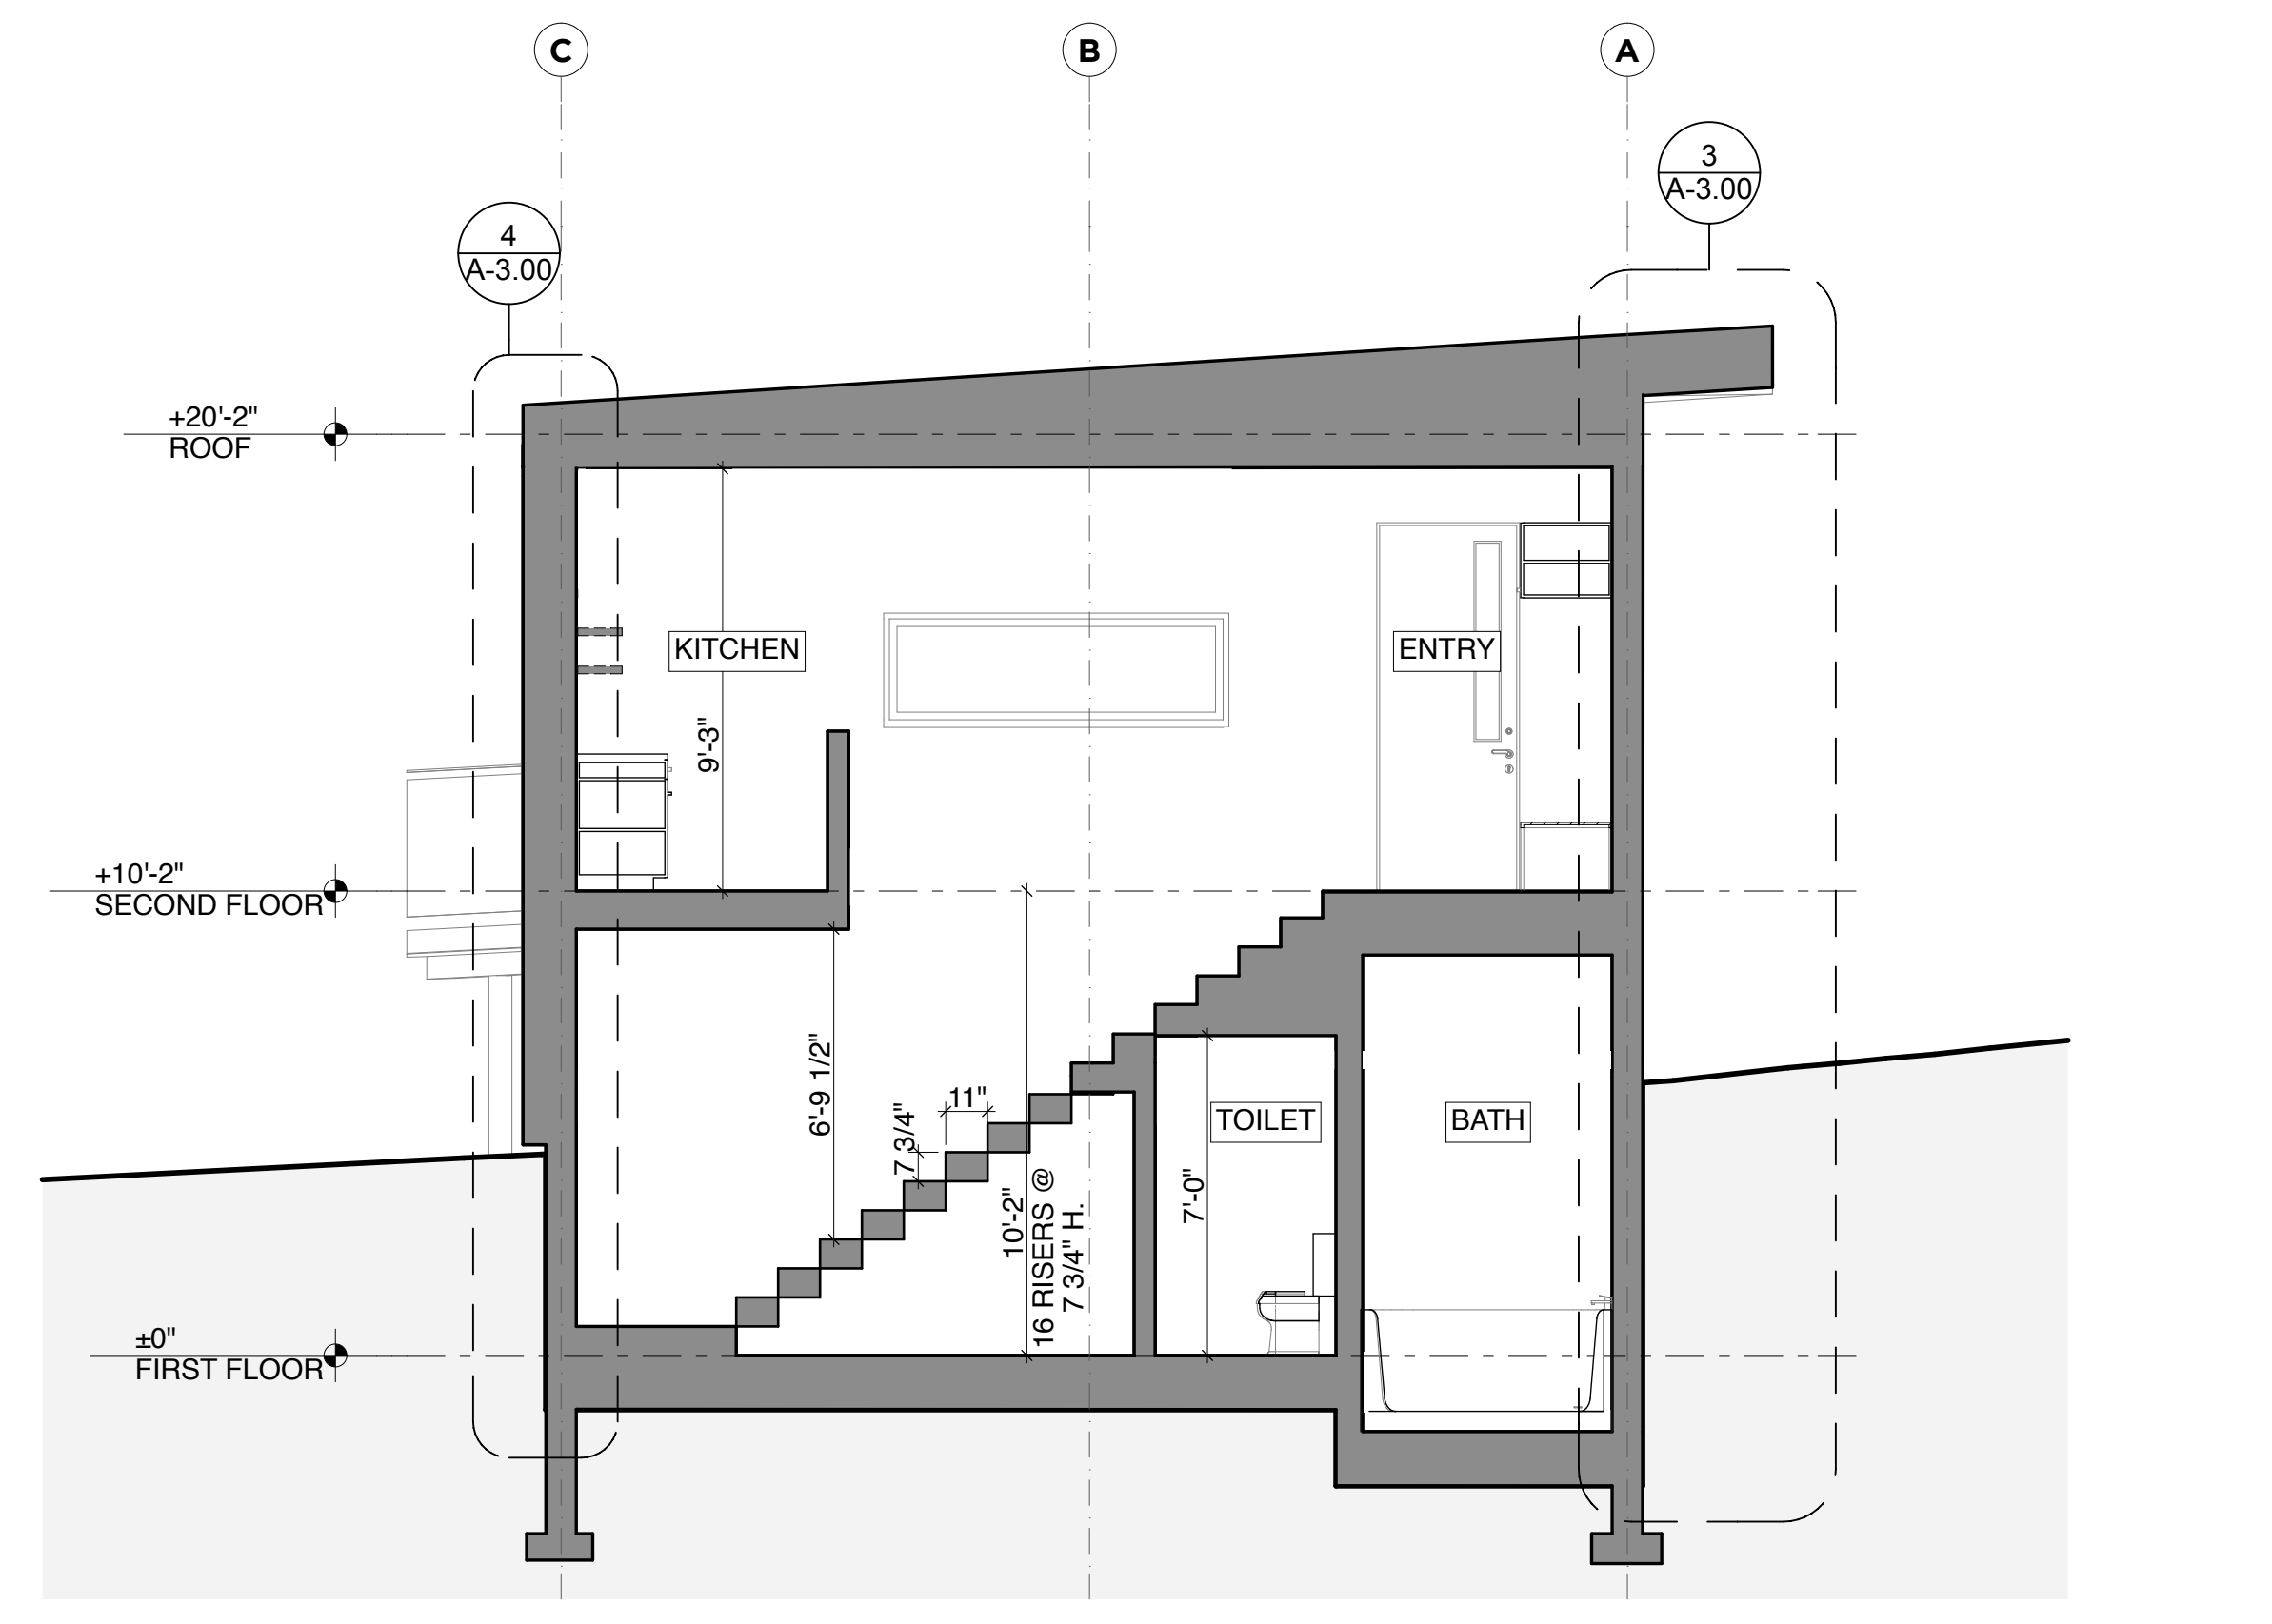 C
B
A
3
A-3.00
4
A-3.00
+20'-2"
ROOF
KITCHEN
ENTRY
9'-3"
+10'-2"
SECOND FLOOR
6'-9 1/2"
7 3/4"
11"
10'-2"
16 RISERS @
7 3/4" H.
TOILET
7'-0"
BATH
±0"
FIRST FLOOR